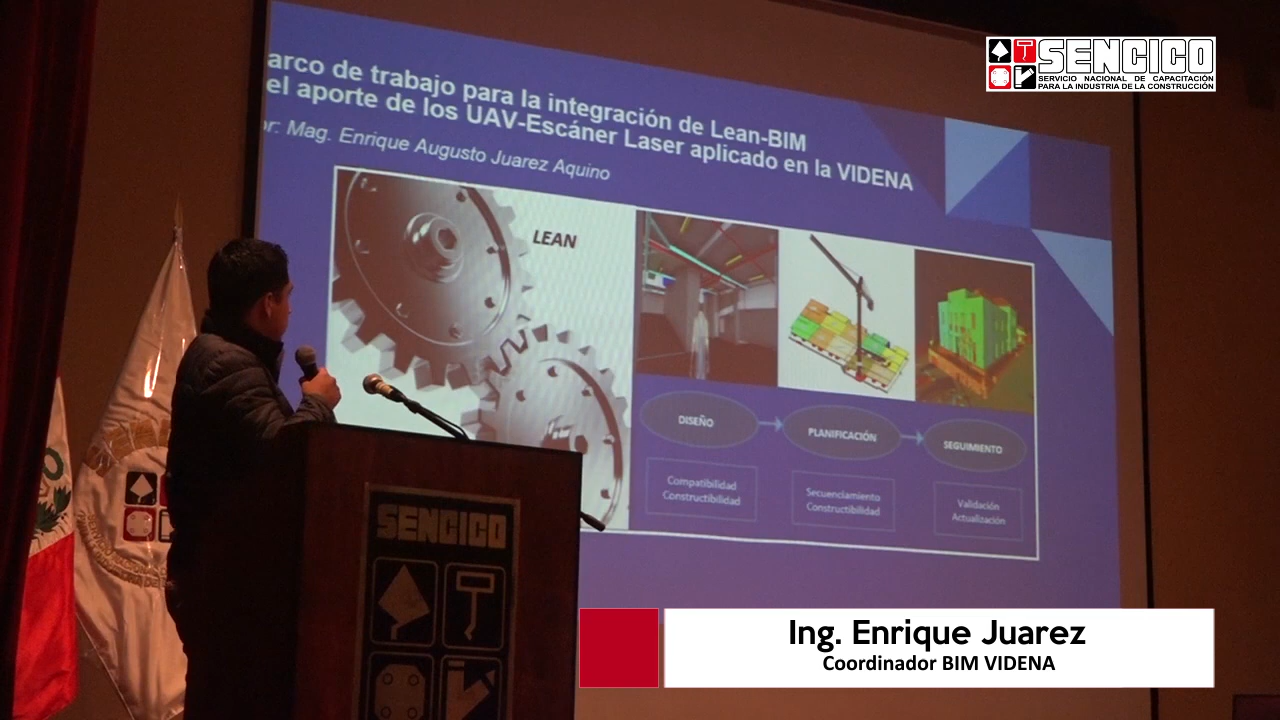 SENCICO
SERVICIO NACIONAL DE CAPACITACIÓN
PARA LA INDUSTRIA DE LA CONSTRUCCIÓN
arco de trabajo para la integración de Lean-BIM
el aporte de los UAV-Escáner Laser aplicado en la VIDENA
or: Mag. Enrique Augusto Juarez Aquino
LEAN
DISEÑO
PLANIFICACIÓN
SEGUIMIENTO
Compatibilidad
Constructibilidad
Secuenciamiento
Constructibilidad
Validación
Actualización
SENCICO
Ing. Enrique Juarez
Coordinador BIM VIDENA